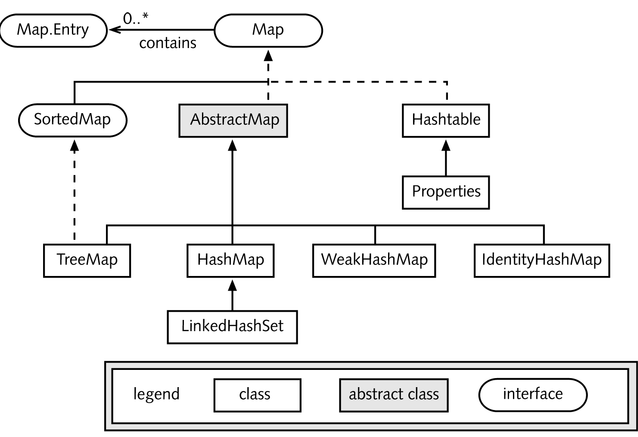 Map.Entry
0..*
contains
Map
SortedMap
AbstractMap
Hashtable
Properties
TreeMap
HashMap
WeakHashMap
IdentityHashMap
LinkedHashSet
legend
class
abstract class
interface